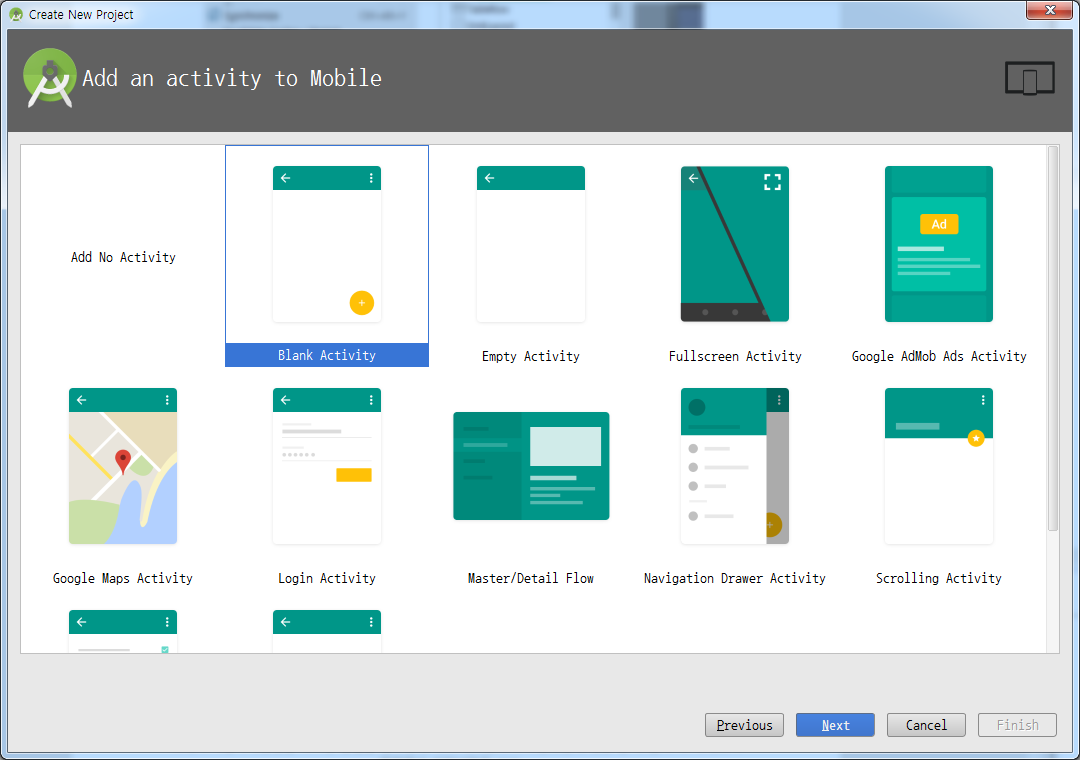 Create New Project
Add an activity to Mobile
Add No Activity
Blank Activity
Empty Activity
Fullscreen Activity
Ad
Google AdMob Ads Activity
Google Maps Activity
Login Activity
Master/Detail Flow
Navigation Drawer Activity
Scrolling Activity
Previous
Next
Cancel
Finish